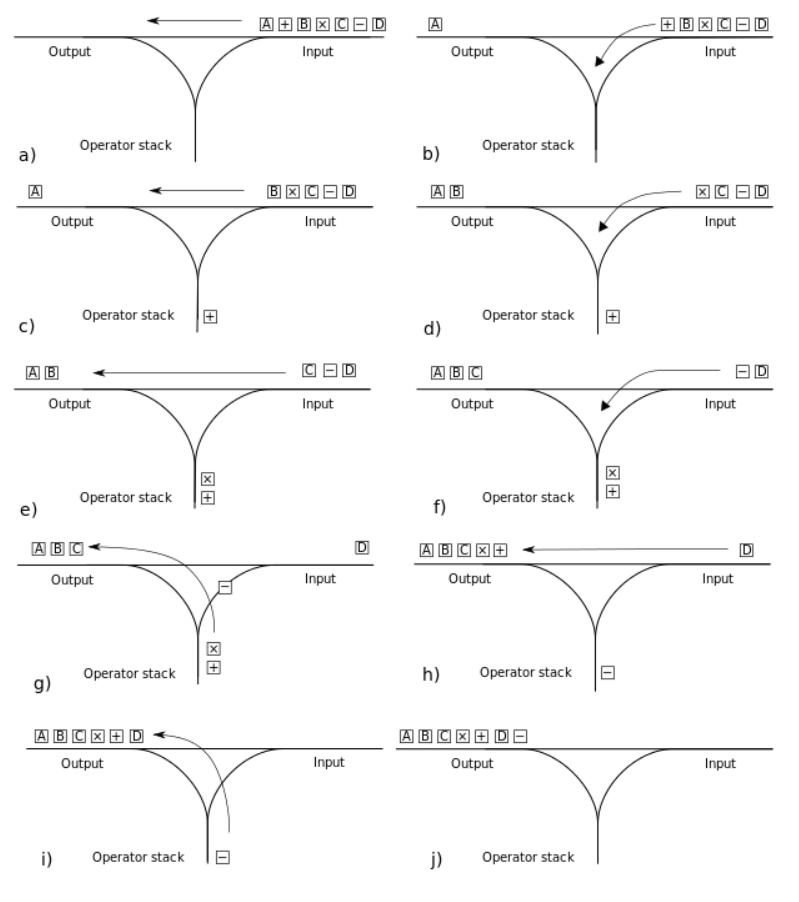 A + B × C − D
Output Input
Operator stack
a)
A + B × C − D
Output Input
Operator stack
b)
A B × C − D
Output Input
Operator stack +
c)
A B × C − D
Output Input
Operator stack +
d)
A B C − D
Output Input
×
Operator stack +
e)
A B C − D
Output Input
×
Operator stack +
f)
A B C D
Output Input
−
×
Operator stack +
g)
A B C × + D
Output Input
Operator stack −
h)
A B C × + D
Output Input
Operator stack −
i)
A B C × + D −
Output Input
Operator stack
j)